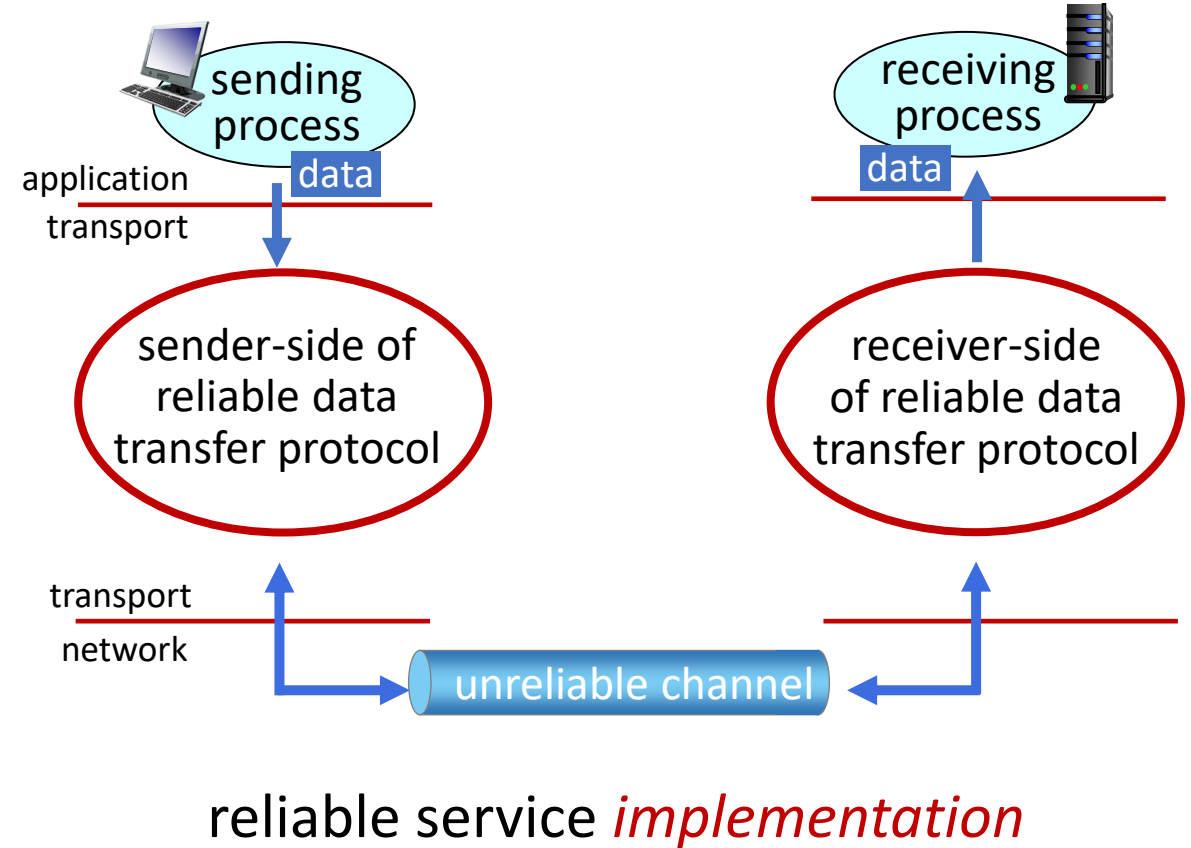 sending
process
data
application
transport
receiving
process
data
sender-side of
reliable data
transfer protocol
receiver-side
of reliable data
transfer protocol
transport
network
unreliable channel
reliable service implementation